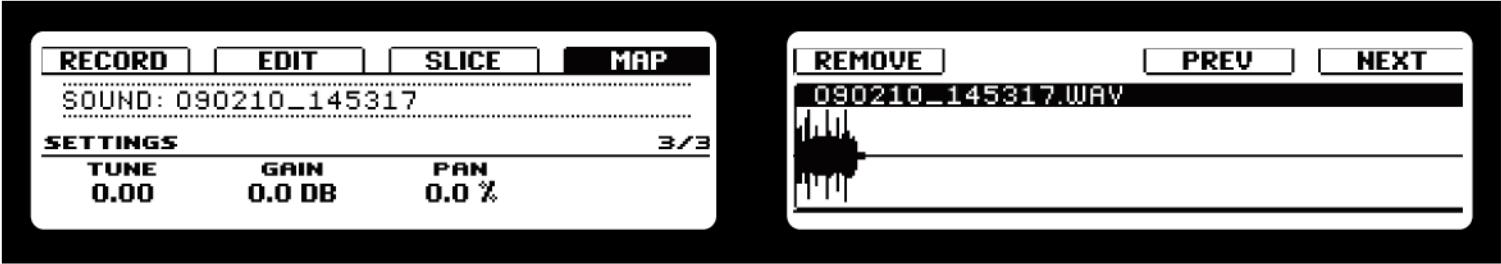 RECORD EDIT SLICE MAP
SOUND: 090210_145317
SETTINGS 3/3
TUNE GAIN PAN
0.00 0.0 DB 0.0 %
REMOVE PREV NEXT
090210_145317.WAV